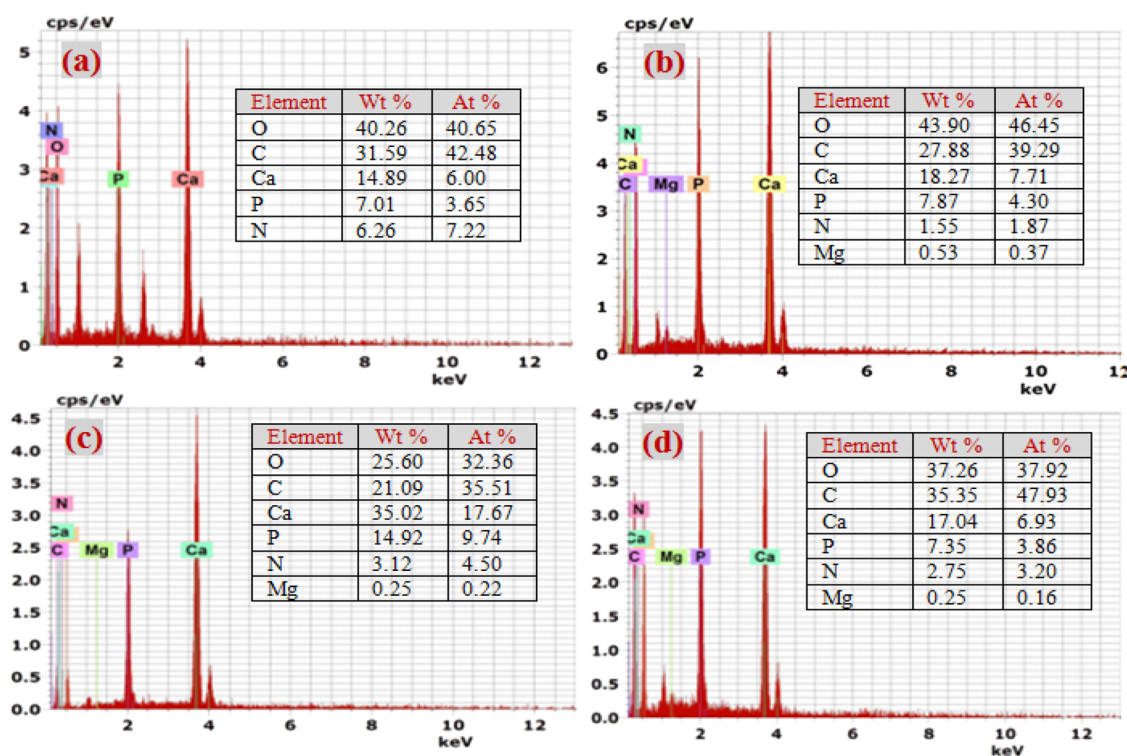 cps/eV
(a)
5
4
3
2
1
0
N
O
Ca
P
Ca
Element Wt % At %
O 40.26 40.65
C 31.59 42.48
Ca 14.89 6.00
P 7.01 3.65
N 6.26 7.22
2 4 6 8 10 12
keV
cps/eV
(b)
6
5
4
3
2
1
0
N
Ca
C Mg P Ca
Element Wt % At %
O 43.90 46.45
C 27.88 39.29
Ca 18.27 7.71
P 7.87 4.30
N 1.55 1.87
Mg 0.53 0.37
2 4 6 8 10 12
keV
cps/eV
(c)
4.5
4.0
3.5
3.0
2.5
2.0
1.5
1.0
0.5
0.0
N
Ca
C Mg P Ca
Element Wt % At %
O 25.60 32.36
C 21.09 35.51
Ca 35.02 17.67
P 14.92 9.74
N 3.12 4.50
Mg 0.25 0.22
2 4 6 8 10 12
keV
cps/eV
(d)
4.5
4.0
3.5
3.0
2.5
2.0
1.5
1.0
0.5
0.0
N
Ca
C Mg P Ca
Element Wt % At %
O 37.26 37.92
C 35.35 47.93
Ca 17.04 6.93
P 7.35 3.86
N 2.75 3.20
Mg 0.25 0.16
2 4 6 8 10 12
keV